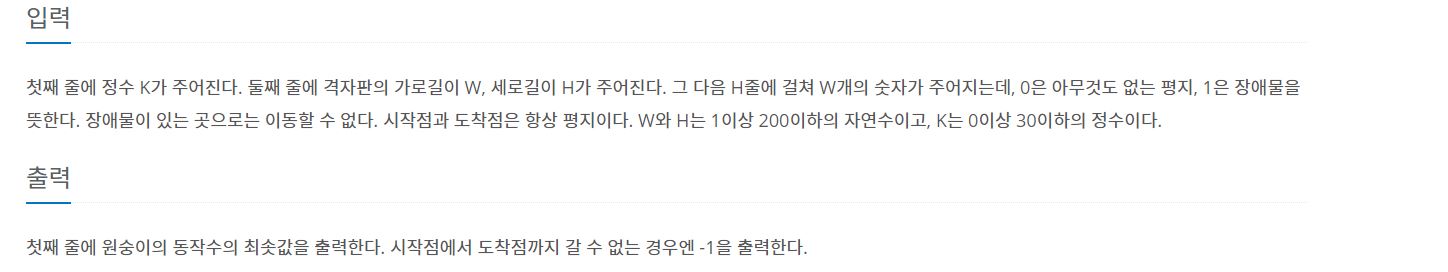 입력
첫째 줄에 정수 K가 주어진다. 둘째 줄에 격자판의 가로길이 W, 세로길이 H가 주어진다. 그 다음 H줄에 걸쳐 W개의 숫자가 주어지는데, 0은 아무것도 없는 평지, 1은 장애물을
뜻한다. 장애물이 있는 곳으로는 이동할 수 없다. 시작점과 도착점은 항상 평지이다. W와 H는 1이상 200이하의 자연수이고, K는 0이상 30이하의 정수이다.
출력
첫째 줄에 원숭이의 동작수의 최솟값을 출력한다. 시작점에서 도착점까지 갈 수 없는 경우엔 -1을 출력한다.